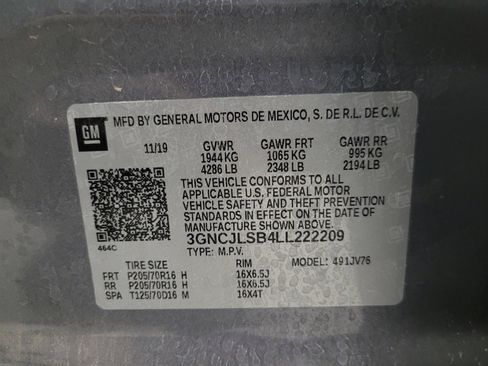 GM MFD BY GENERAL MOTORS DE MEXICO, S. DE R.L. DE C.V.
11/19 GVWR GAWR FRT GAWR RR
1944 KG 1065 KG 995 KG
4286 LB 2348 LB 2194 LB
THIS VEHICLE CONFORMS TO ALL
APPLICABLE U.S. FEDERAL MOTOR
VEHICLE SAFETY AND THEFT PREVENTION
STANDARDS IN EFFECT ON THE DATE OF
MANUFACTURE SHOWN ABOVE.
464C 3GNCJLSB4LL222209
TYPE: M.P.V.
TIRE SIZE RIM MODEL: 491JV76
FRT P205/70R16 H 16X6.5J
RR P205/70R16 H 16X6.5J
SPA T125/70D16 M 16X4T